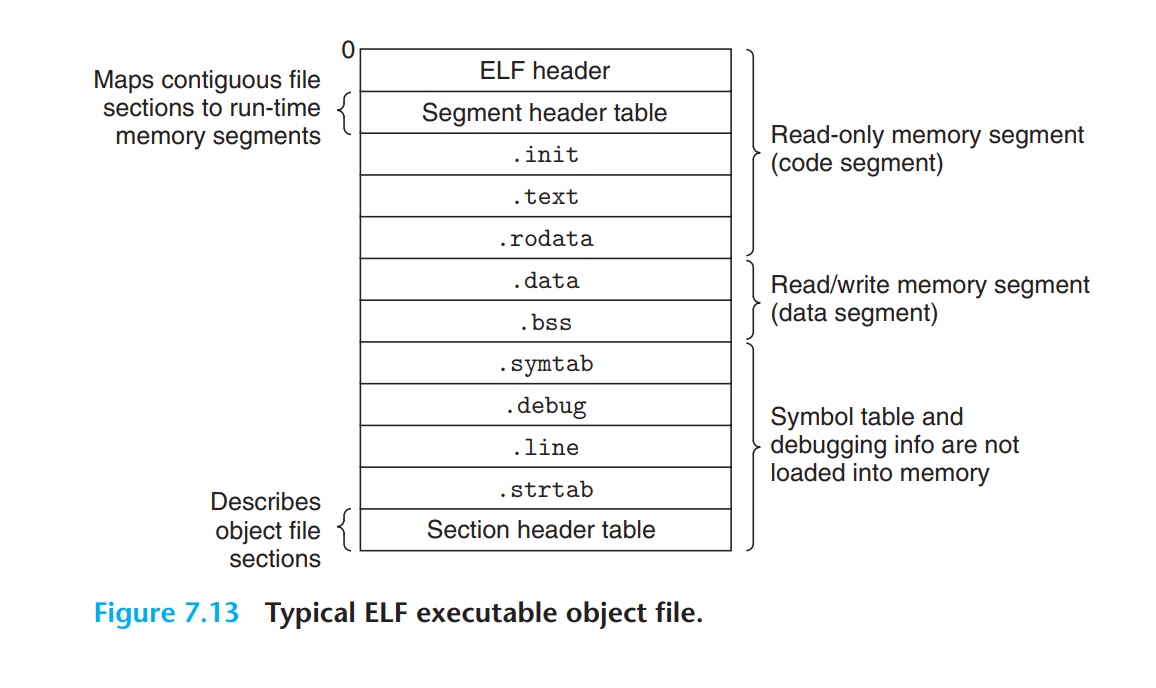 0
ELF header
Maps contiguous file
sections to run-time
memory segments
Segment header table
.init
.text
.rodata
Read-only memory segment
(code segment)
.data
.bss
Read/write memory segment
(data segment)
.symtab
.debug
.line
.strtab
Symbol table and
debugging info are not
loaded into memory
Describes
object file
sections
Section header table
Figure 7.13 Typical ELF executable object file.